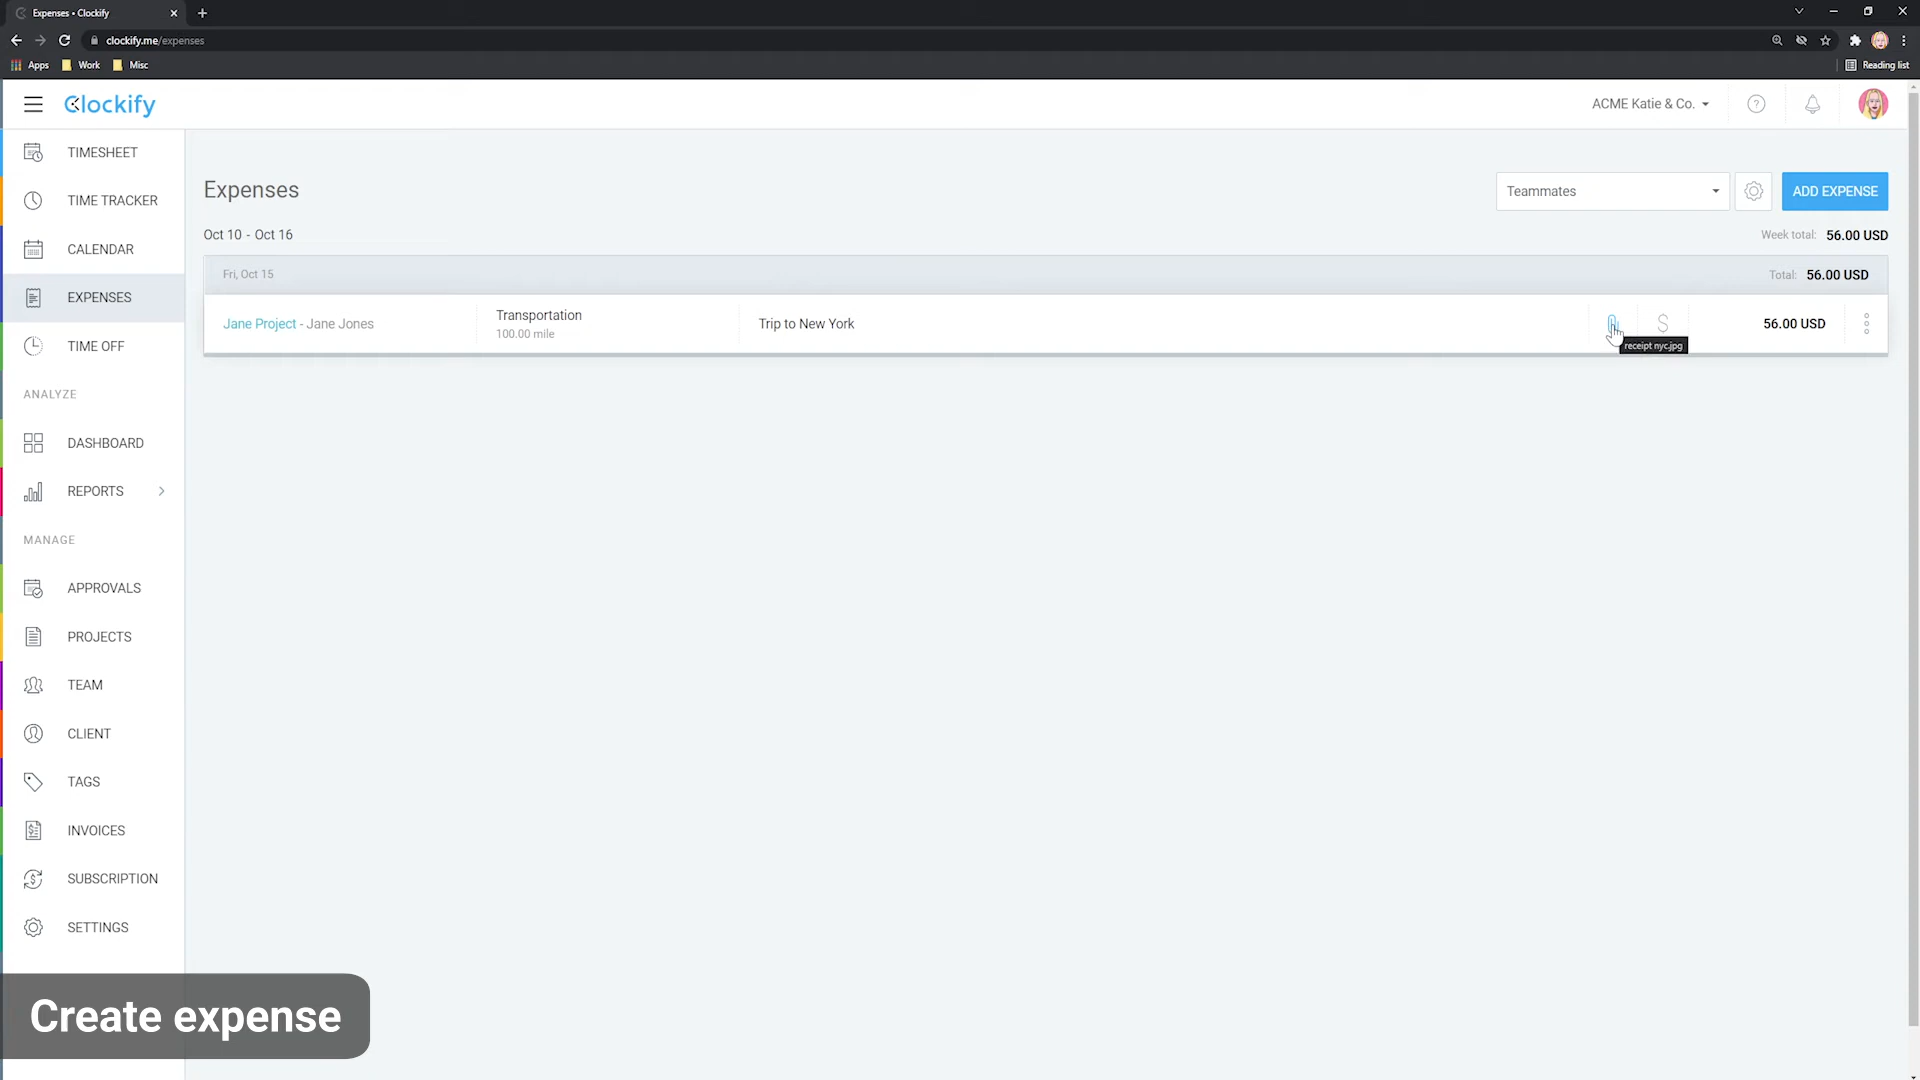 Expenses • Clockify
clockify.me/expenses
Apps
Work
Misc
Reading list
Clockify
ACME Katie & Co.
TIMESHEET
TIME TRACKER
CALENDAR
EXPENSES
TIME OFF
ANALYZE
DASHBOARD
REPORTS
MANAGE
APPROVALS
PROJECTS
TEAM
CLIENT
TAGS
INVOICES
SUBSCRIPTION
SETTINGS
Expenses
Teammates
ADD EXPENSE
Oct 10 - Oct 16
Week total: 56.00 USD
Fri, Oct 15
Total: 56.00 USD
Jane Project - Jane Jones
Transportation
100.00 mile
Trip to New York
$
56.00 USD
receipt nyc.jpg
Create expense